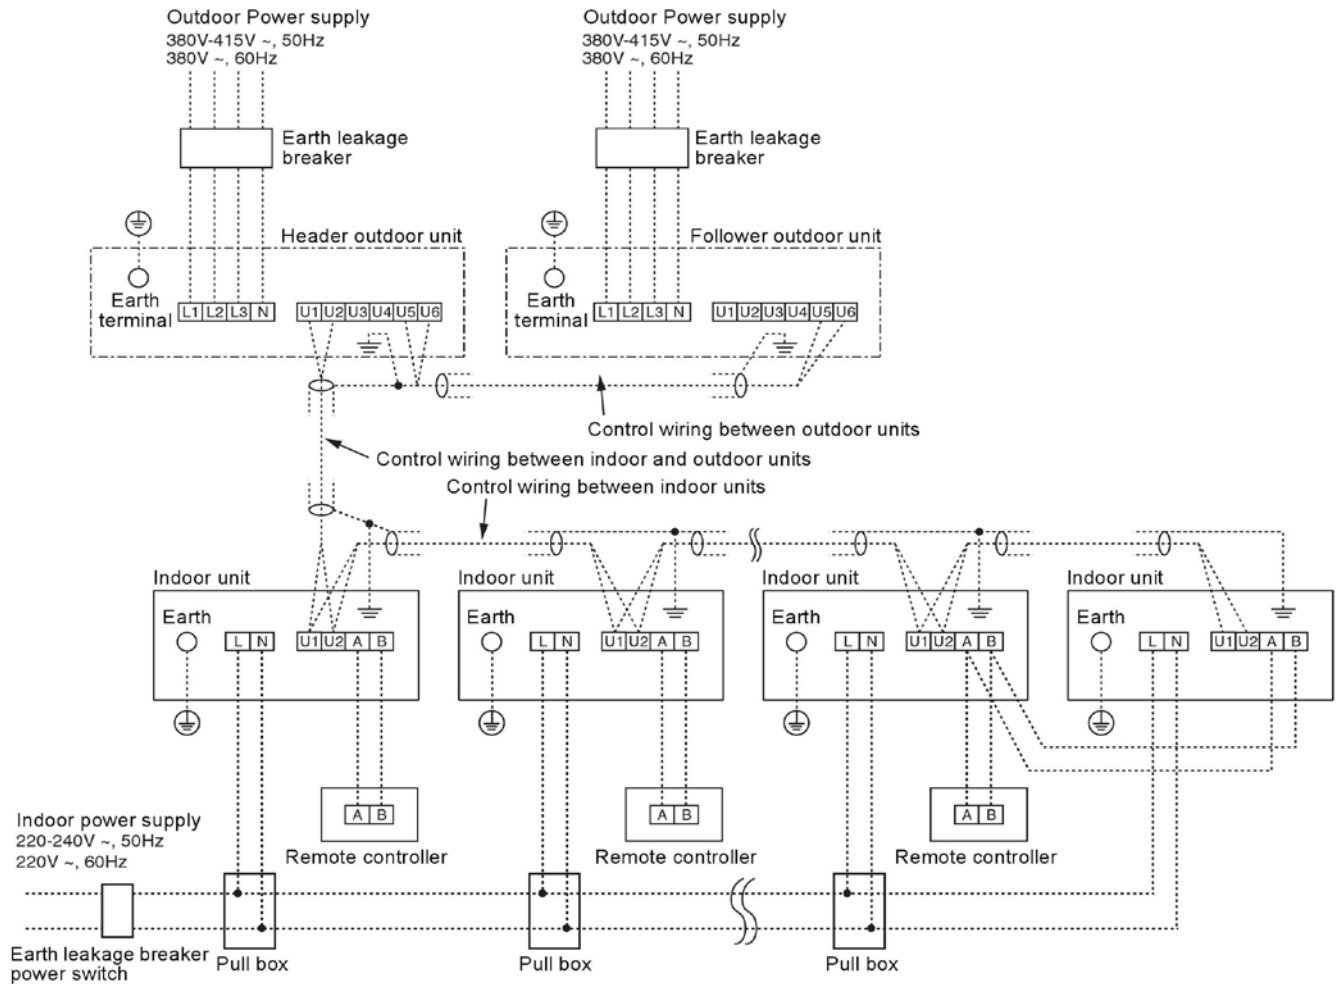 Outdoor Power supply
380V-415V ~, 50Hz
380V ~, 60Hz
Outdoor Power supply
380V-415V ~, 50Hz
380V ~, 60Hz
Earth leakage
breaker
Earth leakage
breaker
Header outdoor unit
Follower outdoor unit
Earth
terminal
L1 L2 L3 N
U1 U2 U3 U4 U5 U6
Earth
terminal
L1 L2 L3 N
U1 U2 U3 U4 U5 U6
Control wiring between outdoor units
Control wiring between indoor and outdoor units
Control wiring between indoor units
Indoor unit
Indoor unit
Indoor unit
Indoor unit
Earth
L N
U1 U2 A B
Earth
L N
U1 U2 A B
Earth
L N
U1 U2 A B
Earth
L N
U1 U2 A B
A B
A B
A B
Remote controller
Remote controller
Remote controller
Indoor power supply
220-240V ~, 50Hz
220V ~, 60Hz
Earth leakage breaker
power switch
Pull box
Pull box
Pull box